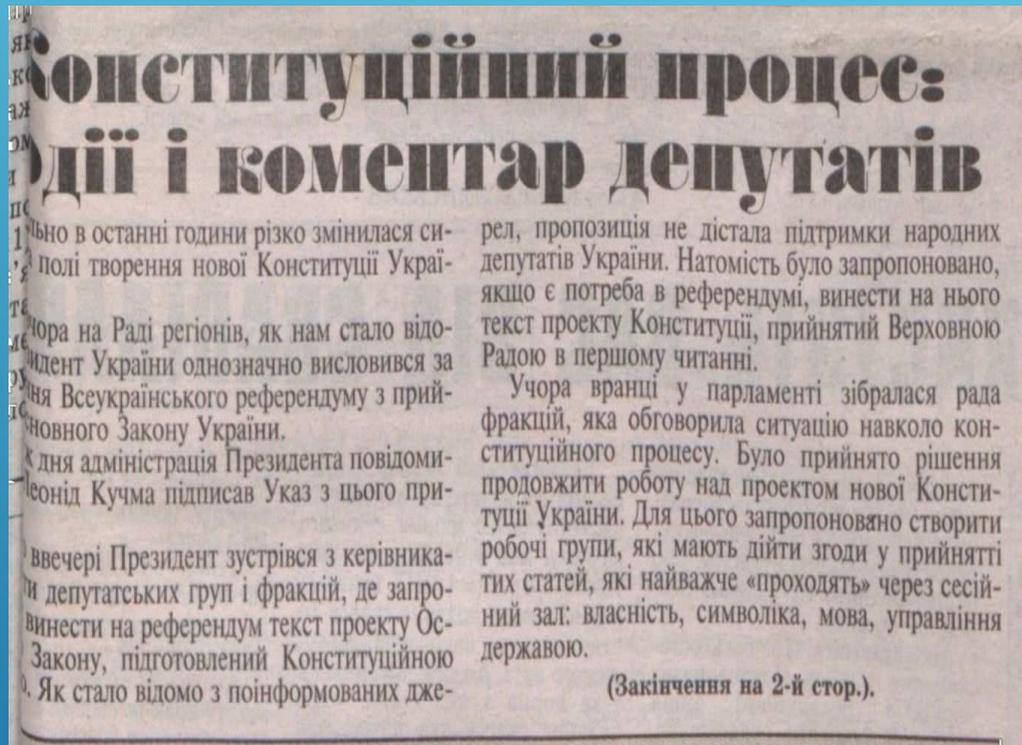 Конституційний процес:
дії і коментар депутатів
льно в останні години різко змінилася си-
полі творення нової Конституції Украї-
чора на Раді регіонів, як нам стало відо-
идент України однозначно висловився за
ня Всеукраїнського референдуму з прий-
новного Закону України.
дня адміністрація Президента повідоми-
еонід Кучма підписав Указ з цього при-
ввечері Президент зустрівся з керівника-
и депутатських груп і фракцій, де запро-
винести на референдум текст проекту Ос-
Закону, підготовлений Конституційною
. Як стало відомо з поінформованих дже-
рел, пропозиція не дістала підтримки народних
депутатів України. Натомість було запропоновано,
якщо є потреба в референдумі, винести на нього
текст проекту Конституції, прийнятий Верховною
Радою в першому читанні.
Учора вранці у парламенті зібралася рада
фракцій, яка обговорила ситуацію навколо кон-
ституційного процесу. Було прийнято рішення
продовжити роботу над проектом нової Консти-
туції України. Для цього запропоновано створити
робочі групи, які мають дійти згоди у прийнятті
тих статей, які найважче «проходять» через сесій-
ний зал: власність, символіка, мова, управління
державою.
(Закінчення на 2-й стор.).